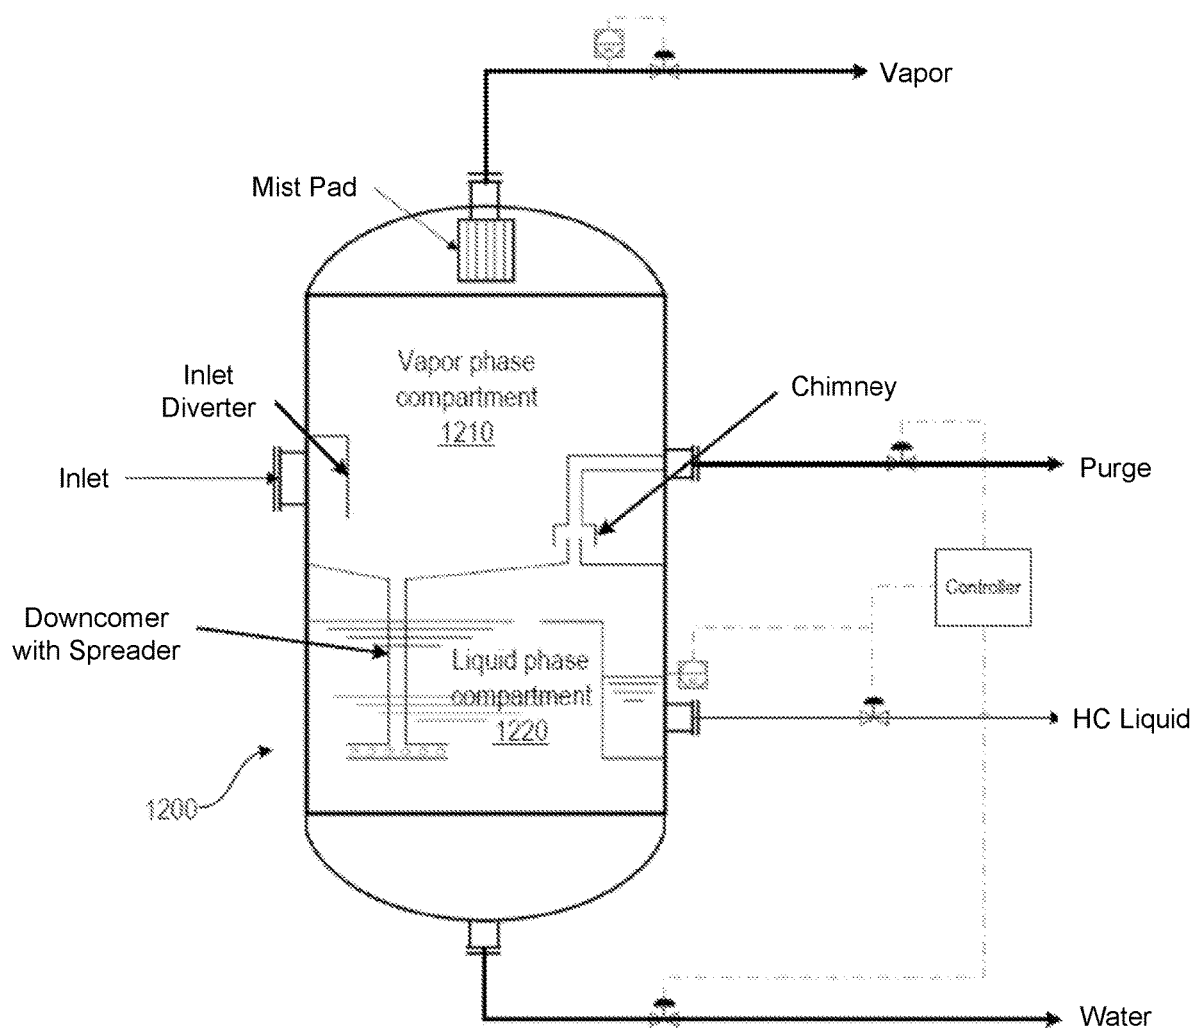 Vapor
Mist Pad
Vapor phase
compartment
1210
Inlet
Diverter
Chimney
Inlet
Purge
Controller
Downcomer
with Spreader
Liquid phase
compartment
1220
HC Liquid
1200
Water